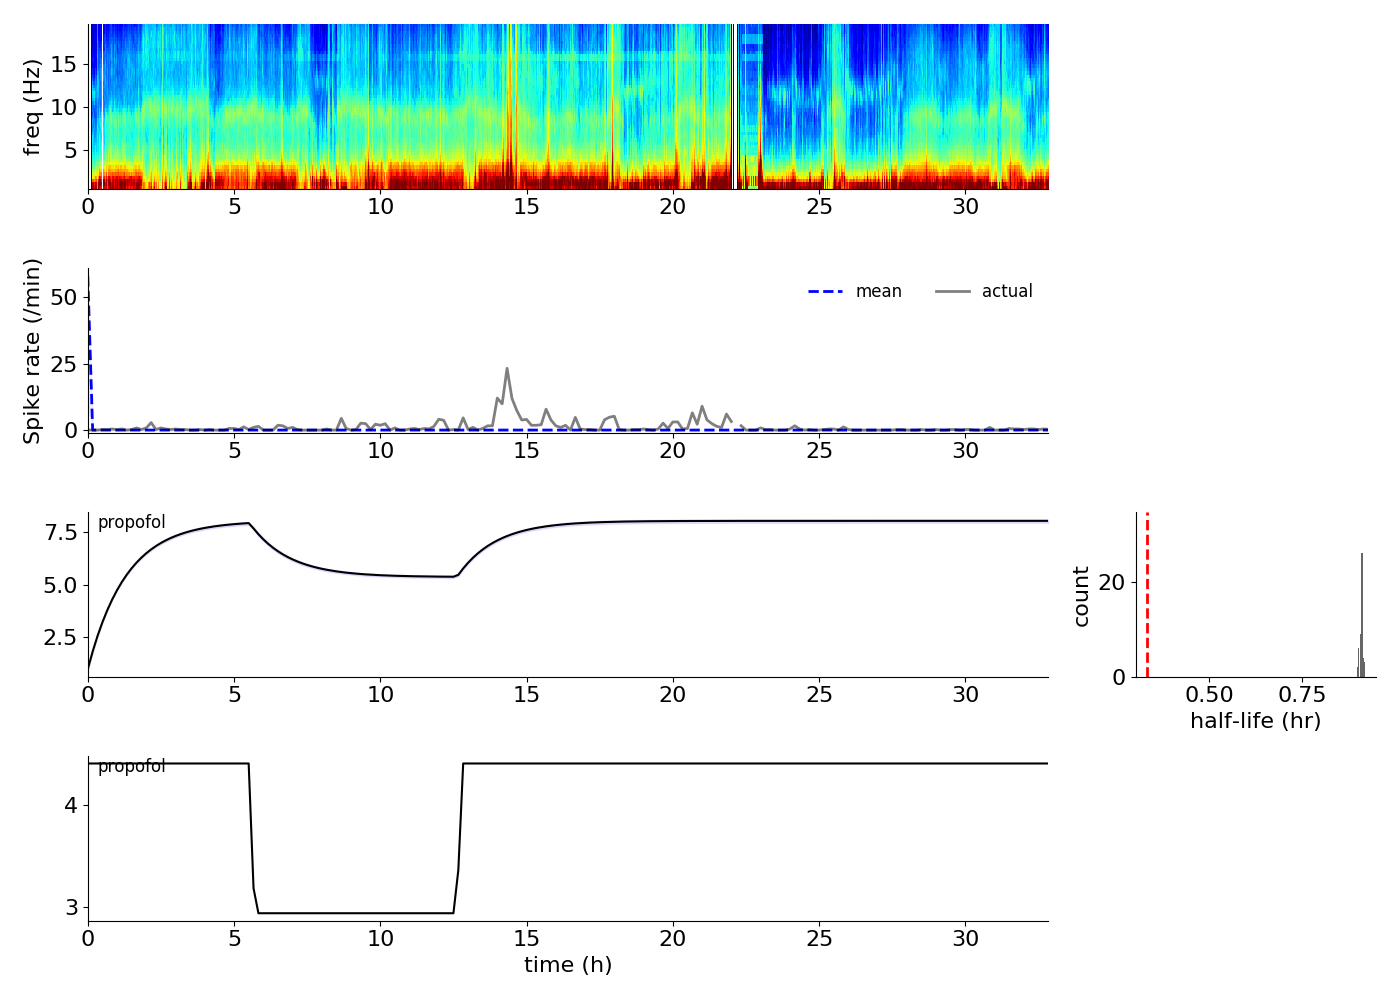 freq (Hz)
15
10
5
0 5 10 15 20 25 30
Spike rate (/min)
50
25
0
mean actual
0 5 10 15 20 25 30
propofol
7.5
5.0
2.5
0 5 10 15 20 25 30
count
20
0
0.50 0.75
half-life (hr)
propofol
4
3
0 5 10 15 20 25 30
time (h)